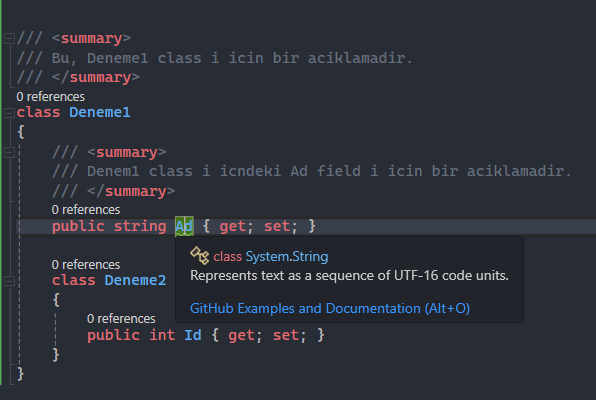 /// <summary>
/// Bu, Deneme1 class i icin bir aciklamadir.
/// </summary>
0 references
class Deneme1
{
/// <summary>
/// Denem1 class i icndeki Ad field i icin bir aciklamadir.
/// </summary>
0 references
public string Ad { get; set; }
class System.String
Represents text as a sequence of UTF-16 code units.
GitHub Examples and Documentation (Alt+O)
0 references
class Deneme2
{
0 references
public int Id { get; set; }
}
}